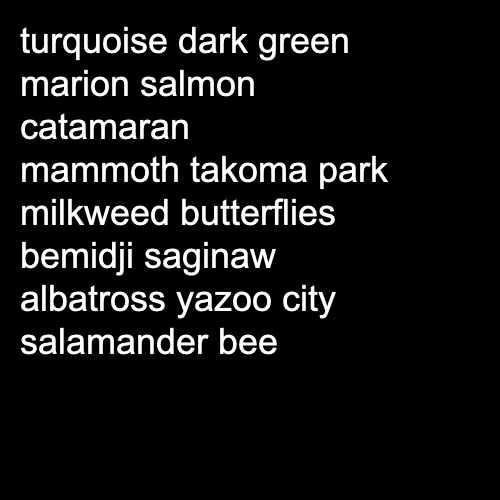 turquoise dark green
marion salmon
catamaran
mammoth takoma park
milkweed butterflies
bemidji saginaw
albatross yazoo city
salamander bee